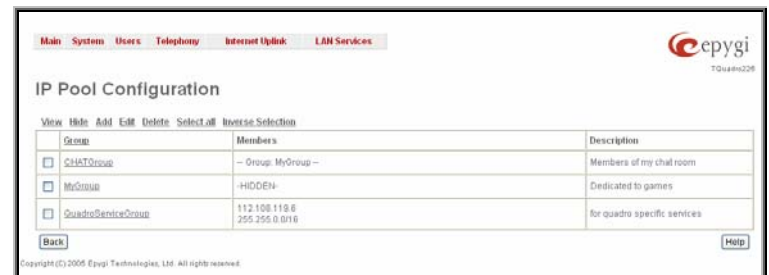 Main System Users Telephony Internet Uplink LAN Services
epygi
TQuadro226
IP Pool Configuration
View Hide Add Edit Delete Select all Inverse Selection
Group Members Description
CHATGroup -- Group: MyGroup -- Members of my chat room
MyGroup -HIDDEN- Dedicated to games
QuadroServiceGroup 112.108.119.6 for quadro specific services
255.255.0.0/16
Back Help
Copyright (C) 2005 Epygi Technologies, Ltd. All rights reserved.